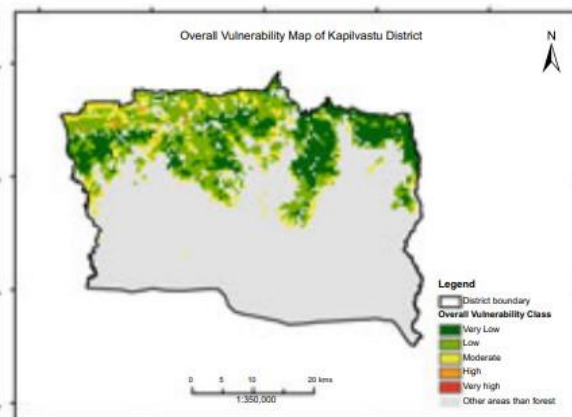 Overall Vulnerability Map of Kapilvastu District
N
Legend
District boundary
Overall Vulnerability Class
Very Low
Low
Moderate
High
Very high
Other areas than forest
0 5 10 20 kms
1:350,000